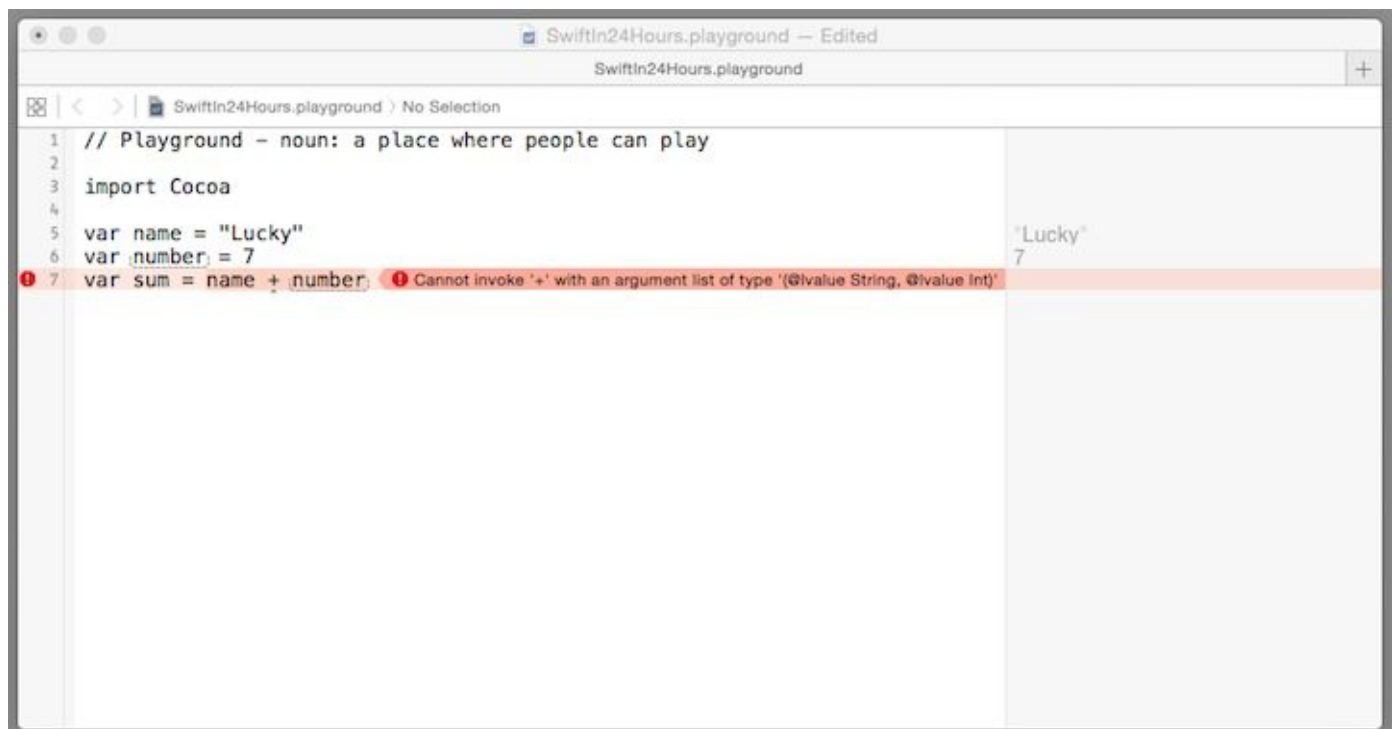 SwiftIn24Hours.playground — Edited
SwiftIn24Hours.playground
SwiftIn24Hours.playground 〉 No Selection
1 // Playground – noun: a place where people can play
2
3 import Cocoa
4
5 var name = "Lucky" "Lucky"
6 var number = 7 7
7 var sum = name + number Cannot invoke '+' with an argument list of type '(@lvalue String, @lvalue Int)'